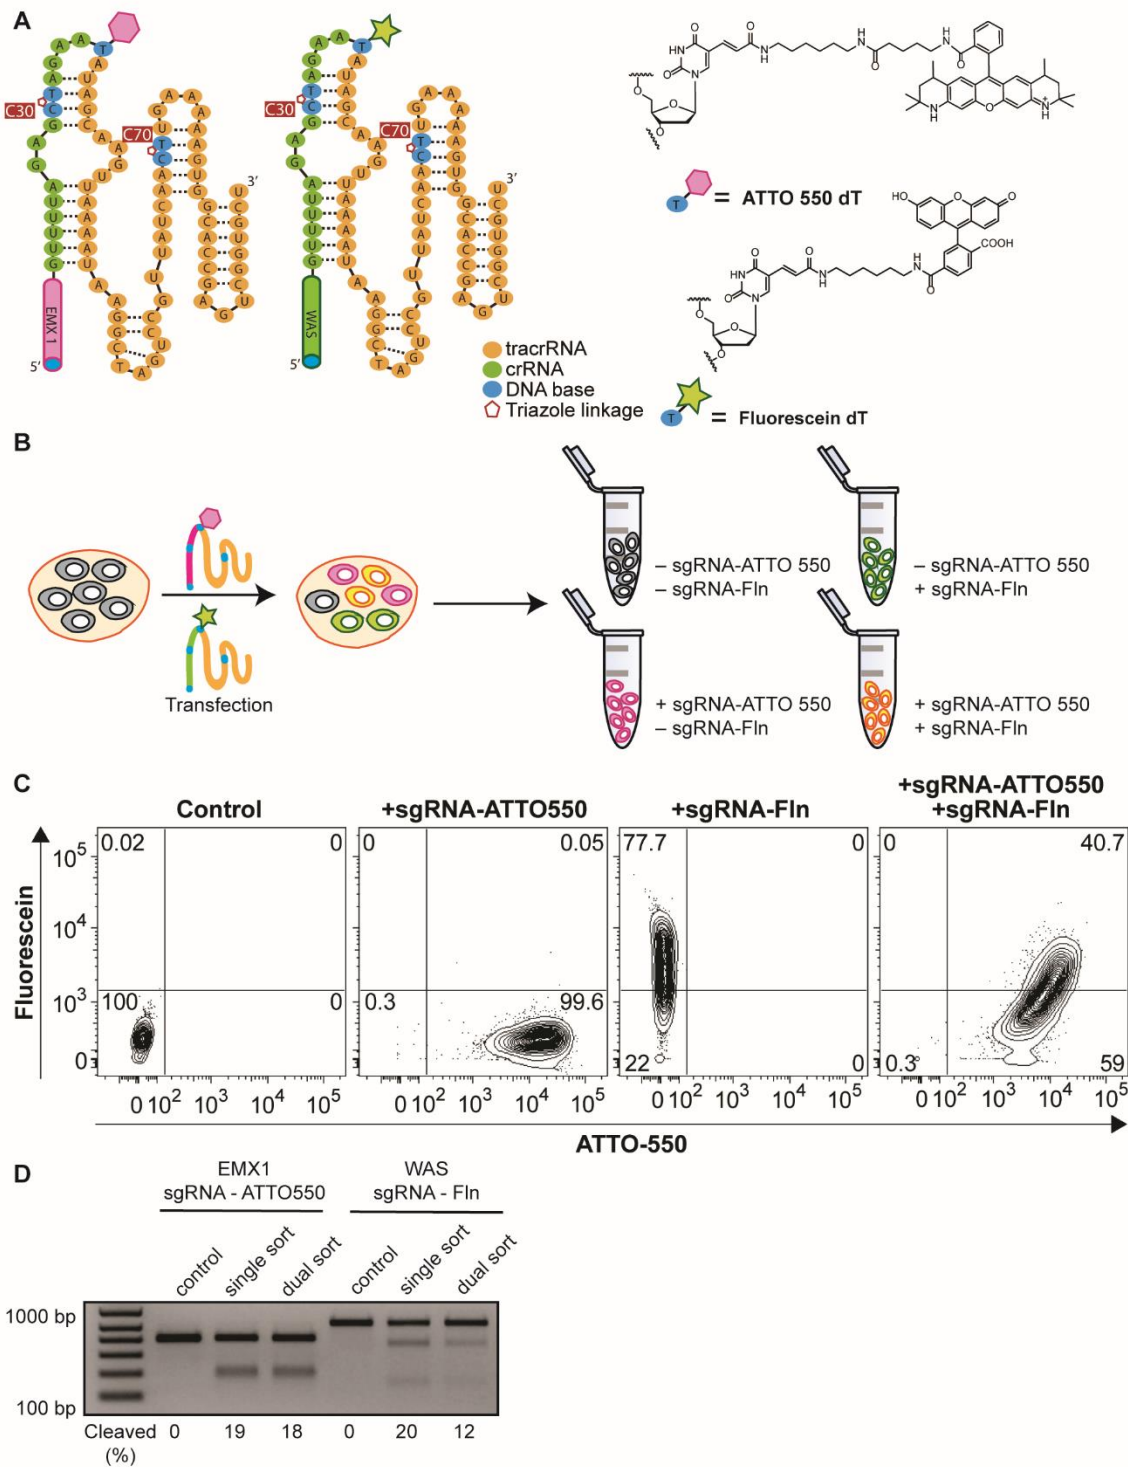 A
C30
C70
3'
EMX 1
5'
C30
C70
3'
WAS
5'
tracrRNA
crRNA
DNA base
Triazole linkage
T = ATTO 550 dT
COOH
T = Fluorescein dT
B
Transfection
– sgRNA-ATTO 550
– sgRNA-Fln
– sgRNA-ATTO 550
+ sgRNA-Fln
+ sgRNA-ATTO 550
– sgRNA-Fln
+ sgRNA-ATTO 550
+ sgRNA-Fln
C
Control
+sgRNA-ATTO550
+sgRNA-Fln
+sgRNA-ATTO550
+sgRNA-Fln
Fluorescein
10⁵
10⁴
10³
0
0.02 0
100 0
0 0.05
0.3 99.6
77.7 0
22 0
0 40.7
0.3 59
0 10² 10³ 10⁴ 10⁵
0 10² 10³ 10⁴ 10⁵
0 10² 10³ 10⁴ 10⁵
0 10² 10³ 10⁴ 10⁵
ATTO-550
D
EMX1
sgRNA - ATTO550
WAS
sgRNA - Fln
control
single sort
dual sort
control
single sort
dual sort
1000 bp
100 bp
Cleaved 0 19 18 0 20 12
(%)